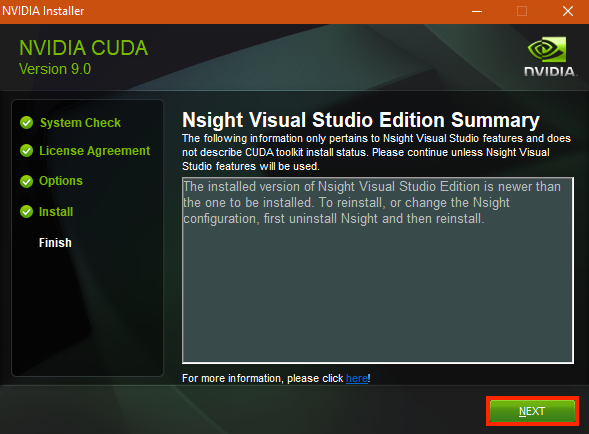 NVIDIA Installer
NVIDIA CUDA
Version 9.0
NVIDIA.
System Check
License Agreement
Options
Install
Finish
Nsight Visual Studio Edition Summary
The following information only pertains to Nsight Visual Studio features and does
not describe CUDA toolkit install status. Please continue unless Nsight Visual
Studio features will be used.
The installed version of Nsight Visual Studio Edition is newer than
the one to be installed. To reinstall, or change the Nsight
configuration, first uninstall Nsight and then reinstall.
For more information, please click here!
NEXT